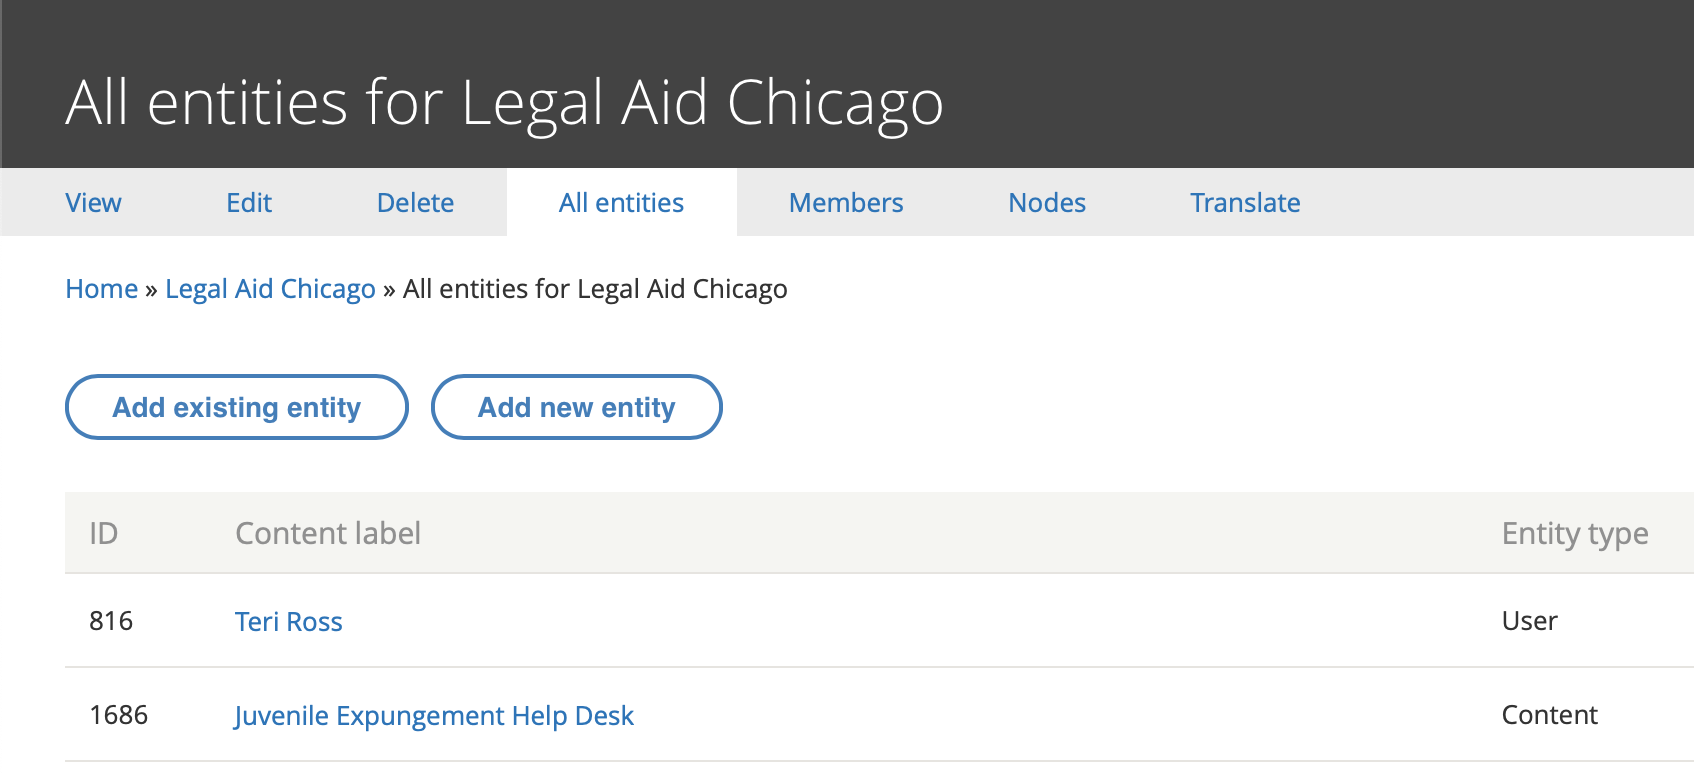 All entities for Legal Aid Chicago
View Edit Delete All entities Members Nodes Translate
Home » Legal Aid Chicago » All entities for Legal Aid Chicago
Add existing entity Add new entity
ID Content label Entity type
816 Teri Ross User
1686 Juvenile Expungement Help Desk Content